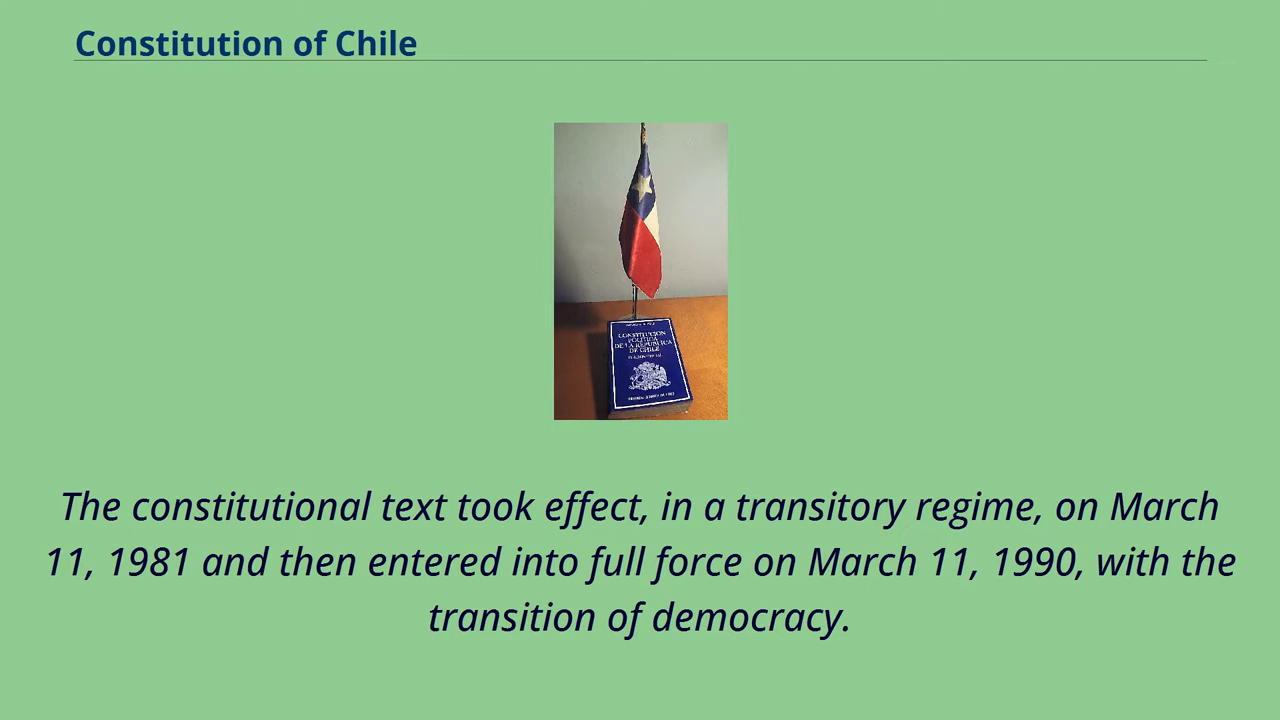 Constitution of Chile
CONSTITUCION
POLITICA
DE LA REPUBLICA
DE CHILE
The constitutional text took effect, in a transitory regime, on March
11, 1981 and then entered into full force on March 11, 1990, with the
transition of democracy.